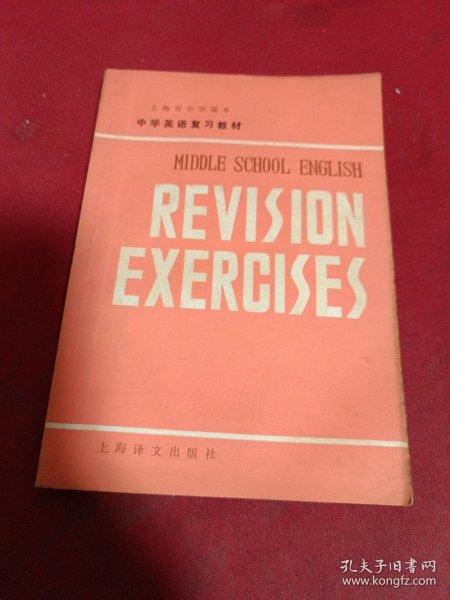 上海市中学课本
中学英语复习教材
MIDDLE SCHOOL ENGLISH
REVISION
EXERCISES
上海译文出版社
孔夫子旧书网
www.kongfz.com